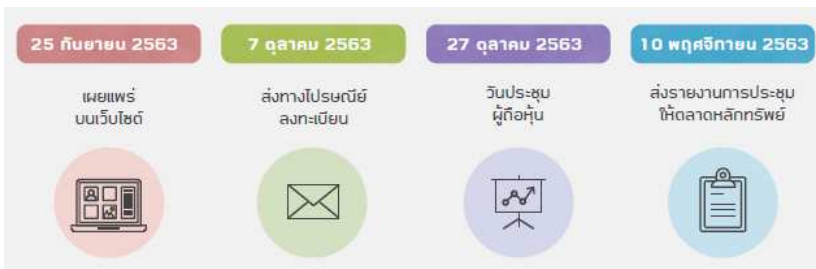 25 กันยายน 2563
เผยแพร่
บนเว็บไซต์
7 ตุลาคม 2563
ส่งทางไปรษณีย์
ลงทะเบียน
27 ตุลาคม 2563
วันประชุม
ผู้ถือหุ้น
10 พฤศจิกายน 2563
ส่งรายงานการประชุม
ให้ตลาดหลักทรัพย์